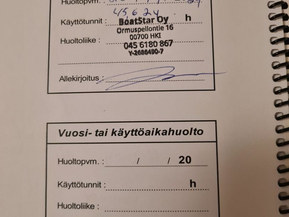 Huoltopvm.
45624
Käyttötunnit : h
BoatStar Oy
Ormuspellontie 16
Huoltoliike : 00700 HKI
045 6180 867
Allekirjoitus :
Vuosi- tai käyttöaikahuolto
Huoltopvm. : / / 20
Käyttötunnit : h
Huoltoliike :